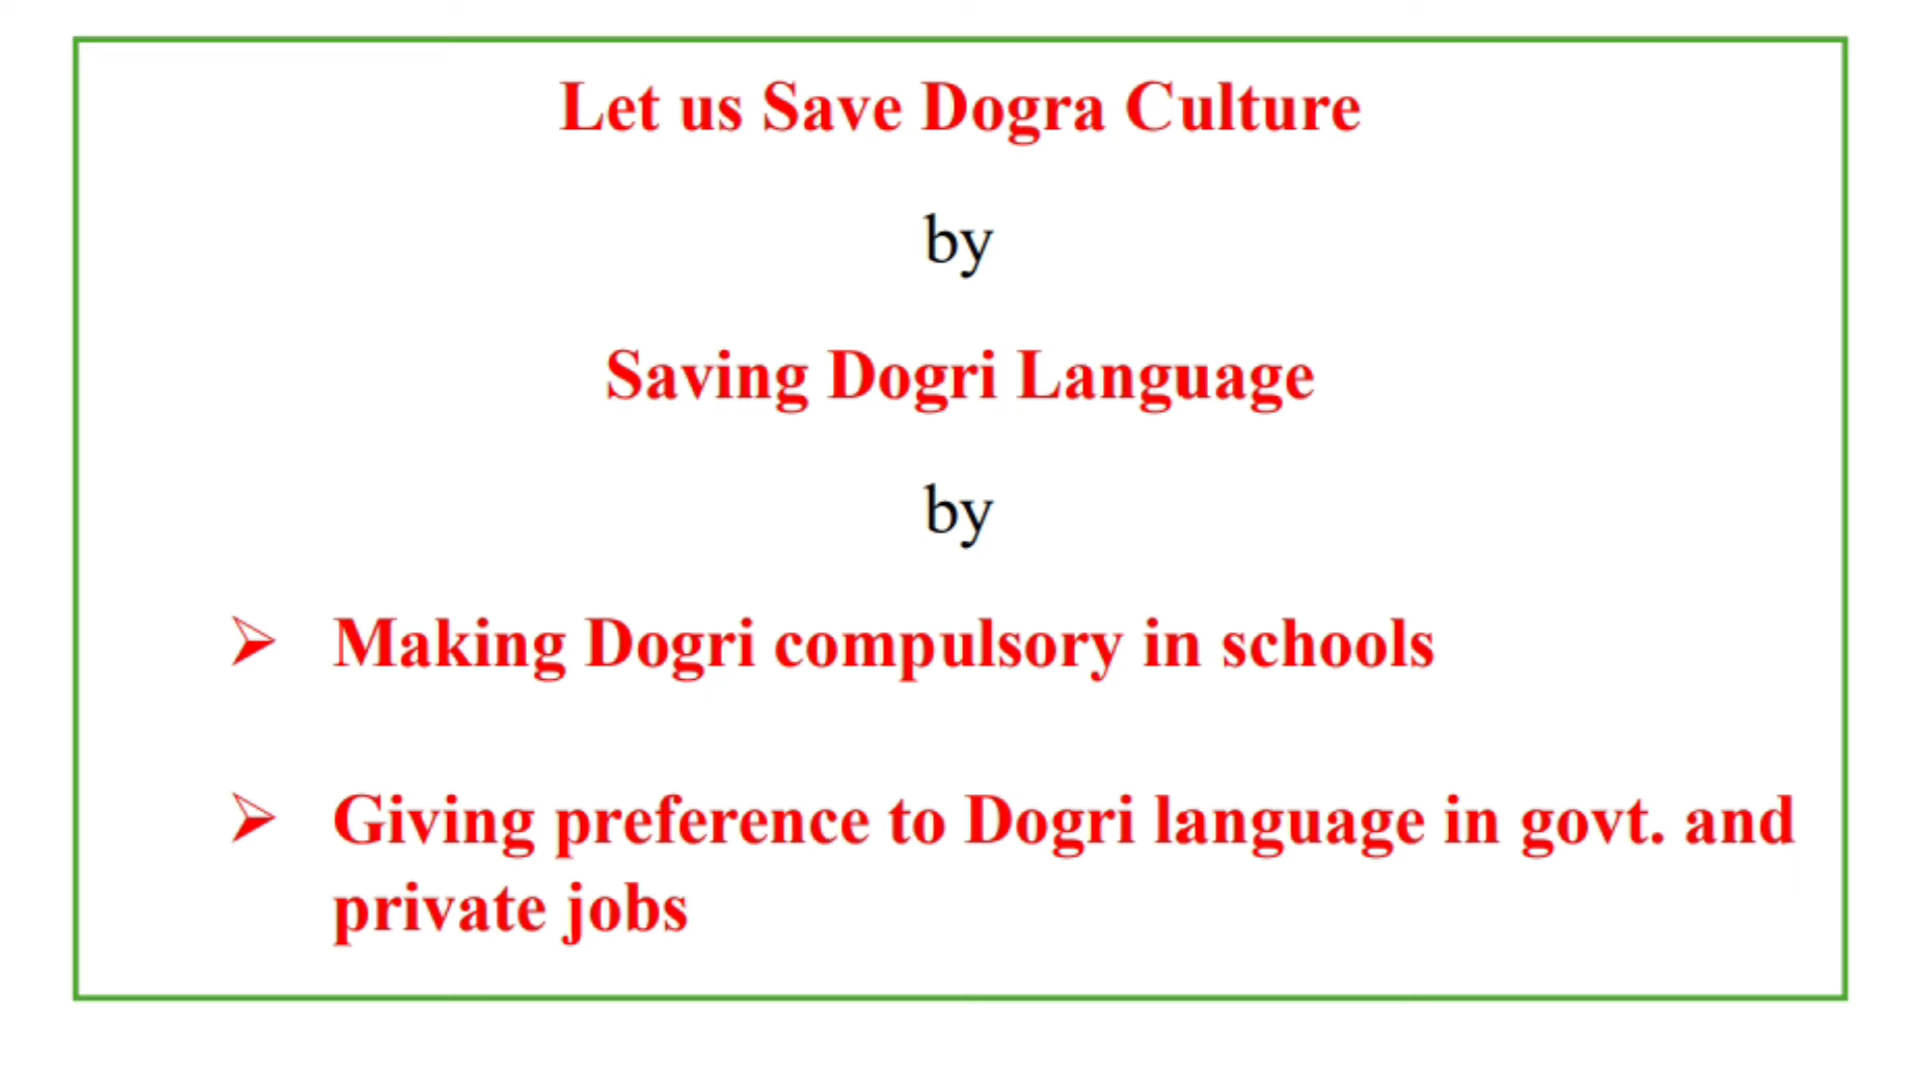 Let us Save Dogra Culture
by
Saving Dogri Language
by
➢ Making Dogri compulsory in schools
➢ Giving preference to Dogri language in govt. and
private jobs